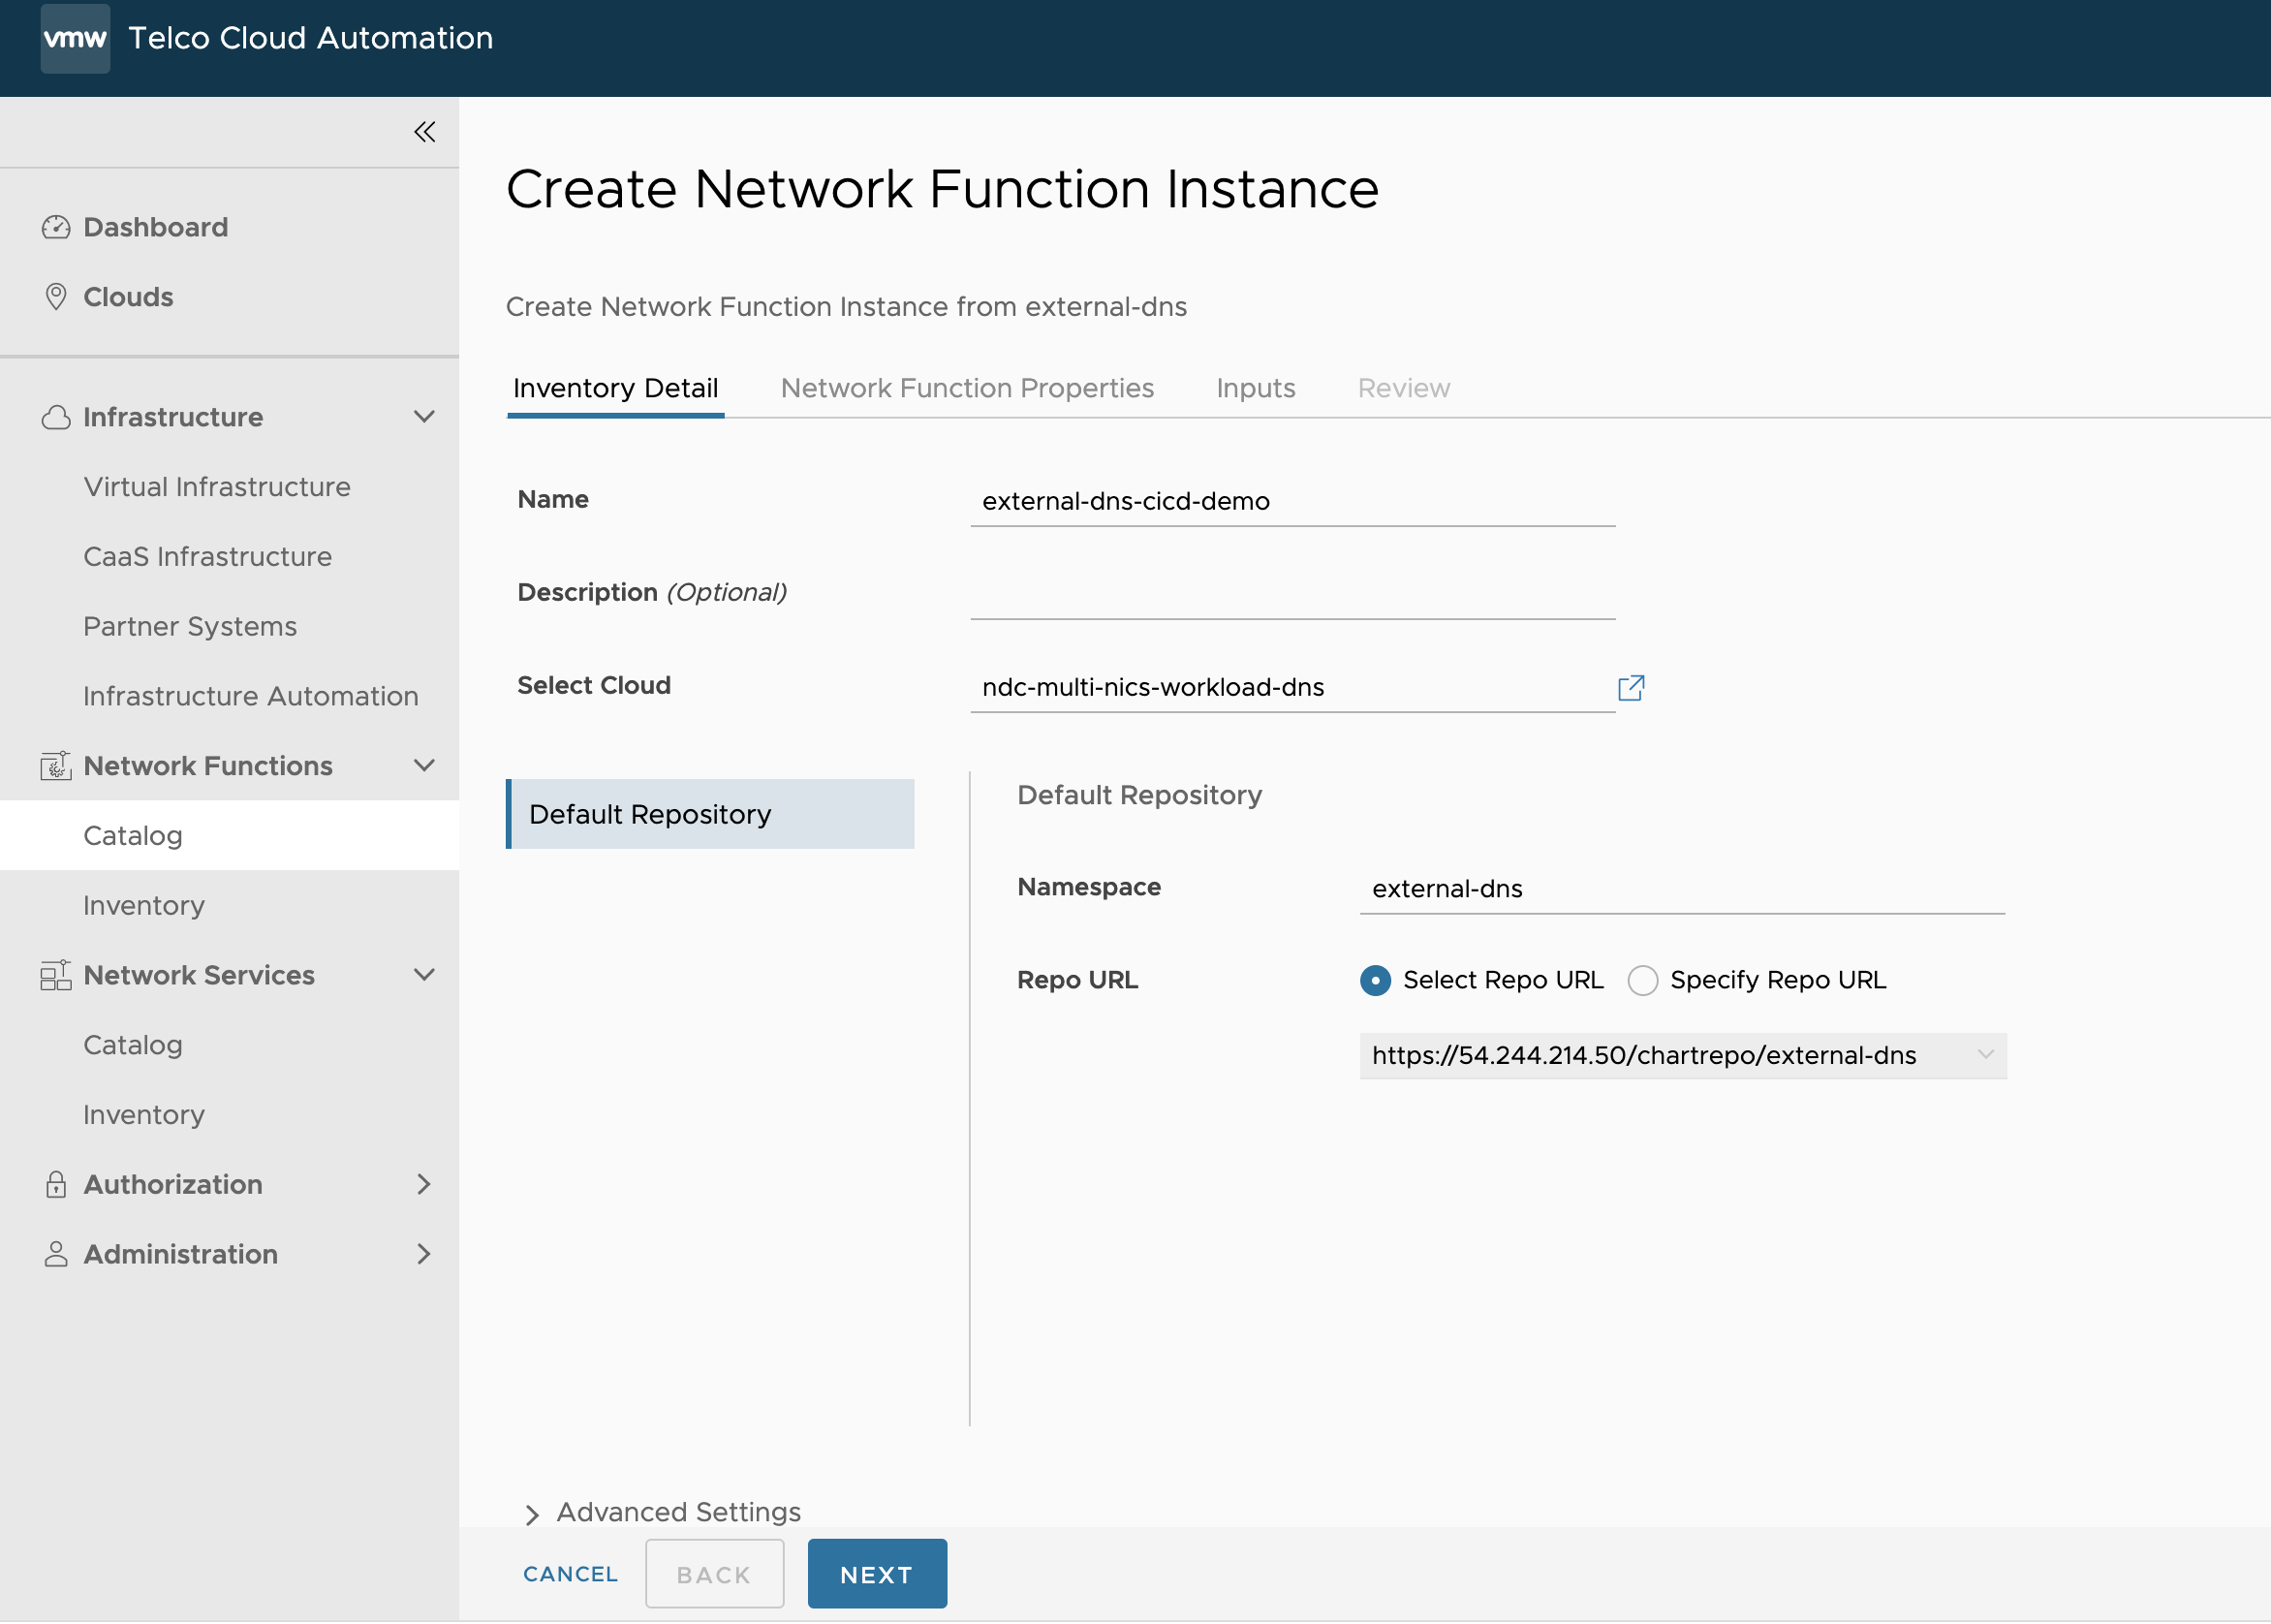 vmw Telco Cloud Automation
Dashboard
Clouds
Infrastructure
Virtual Infrastructure
CaaS Infrastructure
Partner Systems
Infrastructure Automation
Network Functions
Catalog
Inventory
Network Services
Catalog
Inventory
Authorization
Administration
Create Network Function Instance
Create Network Function Instance from external-dns
Inventory Detail Network Function Properties Inputs Review
Name external-dns-cicd-demo
Description (Optional)
Select Cloud ndc-multi-nics-workload-dns
Default Repository
Default Repository
Namespace external-dns
Repo URL Select Repo URL Specify Repo URL
https://54.244.214.50/chartrepo/external-dns
Advanced Settings
CANCEL BACK NEXT